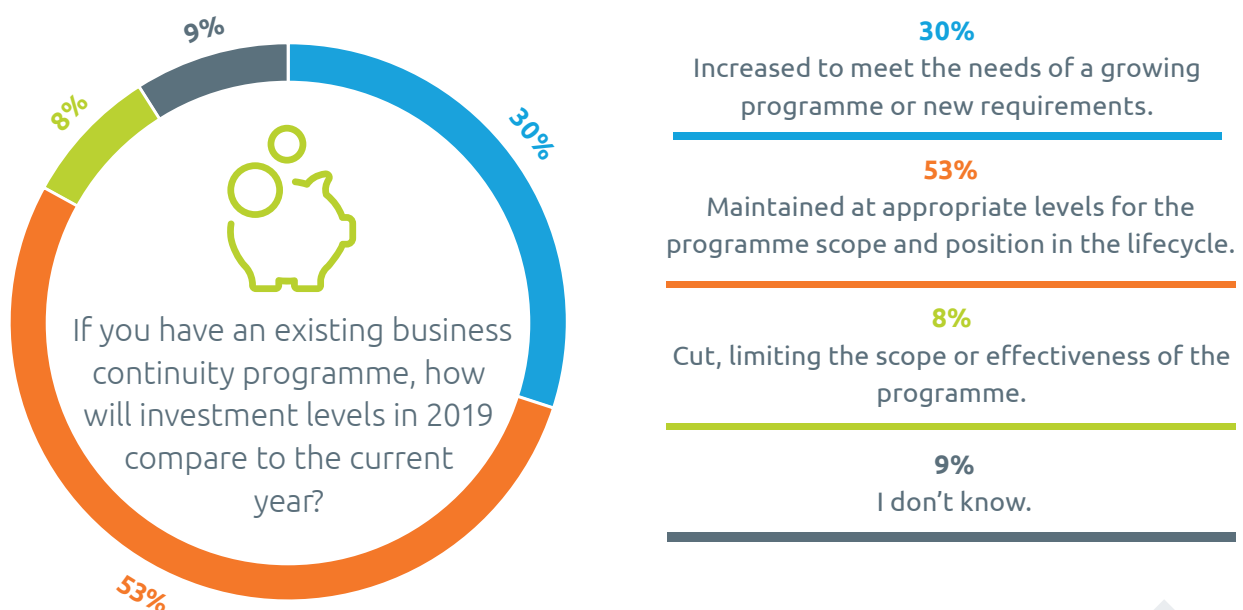 9%
8%
30%
If you have an existing business
continuity programme, how
will investment levels in 2019
compare to the current
year?
53%
30%
Increased to meet the needs of a growing
programme or new requirements.
53%
Maintained at appropriate levels for the
programme scope and position in the lifecycle.
8%
Cut, limiting the scope or effectiveness of the
programme.
9%
I don’t know.